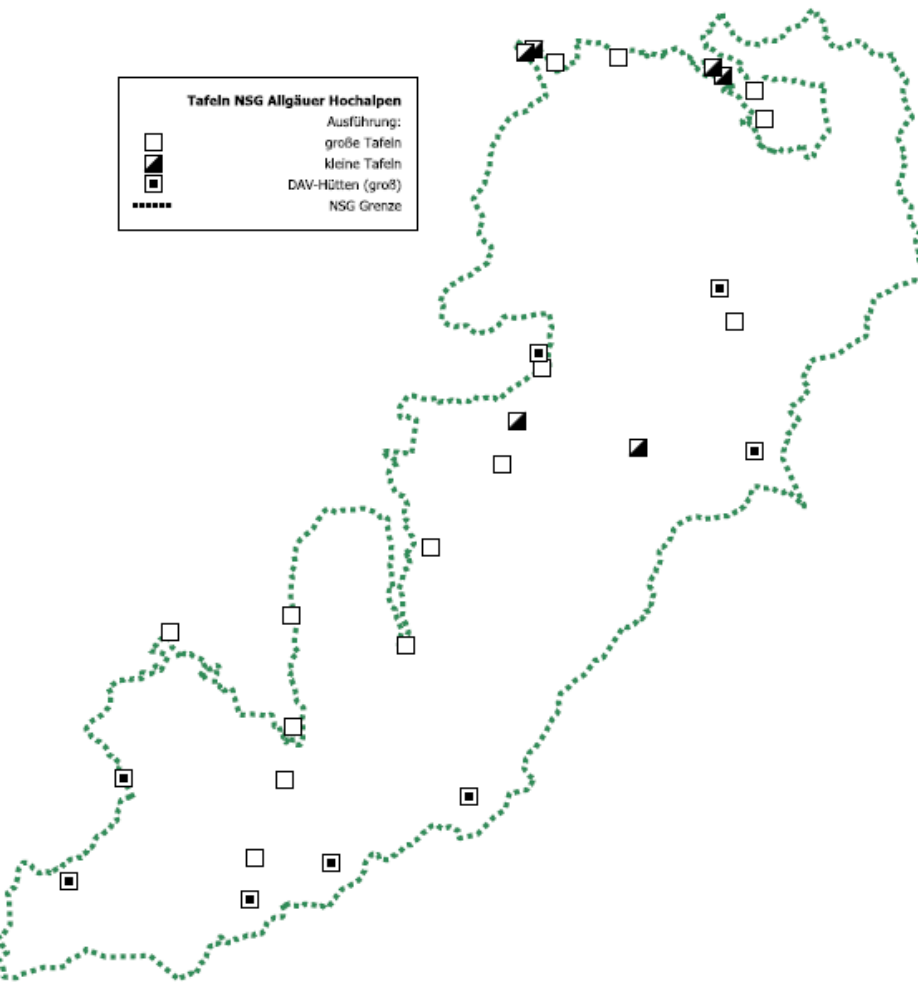 Tafeln NSG Allgäuer Hochalpen
Ausführung:
große Tafeln
kleine Tafeln
DAV-Hütten (groß)
NSG Grenze